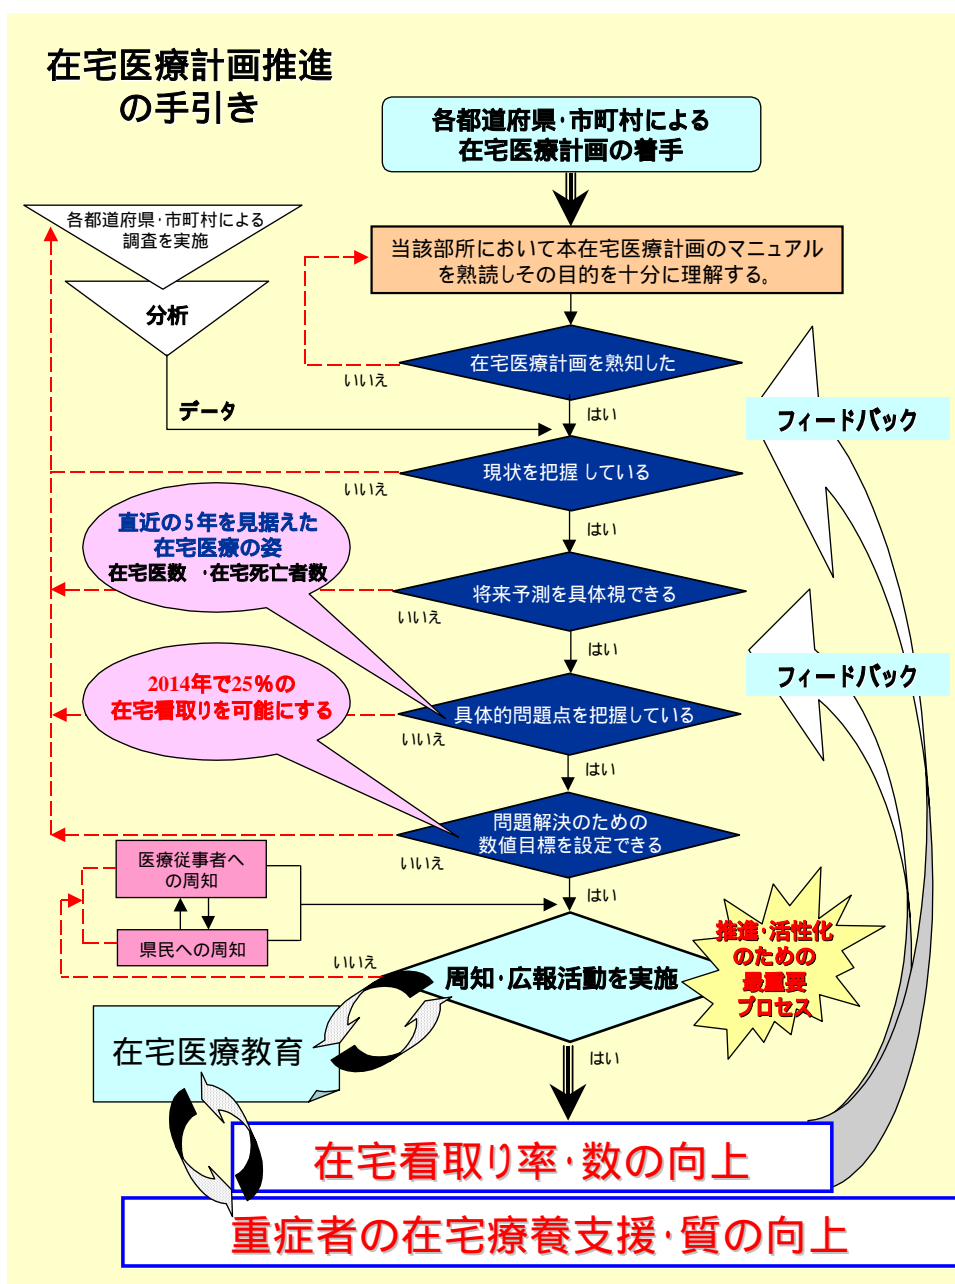 在宅医療計画推進
の手引き
各都道府県･市町村による
在宅医療計画の着手
各都道府県･市町村による
調査を実施
分析
当該部所において本在宅医療計画のマニュアル
を熟読しその目的を十分に理解する。
在宅医療計画を熟知した
いいえ
はい
データ
フィードバック
現状を把握している
いいえ
はい
直近の5年を見据えた
在宅医療の姿
在宅医数 ･在宅死亡者数
将来予測を具体視できる
いいえ
はい
フィードバック
2014年で25%の
在宅看取りを可能にする
具体的問題点を把握している
いいえ
はい
問題解決のための
数値目標を設定できる
いいえ
はい
医療従事者へ
の周知
県民への周知
いいえ
周知･広報活動を実施
推進･活性化
のための
最重要
プロセス
はい
在宅医療教育
在宅看取り率･数の向上
重症者の在宅療養支援･質の向上